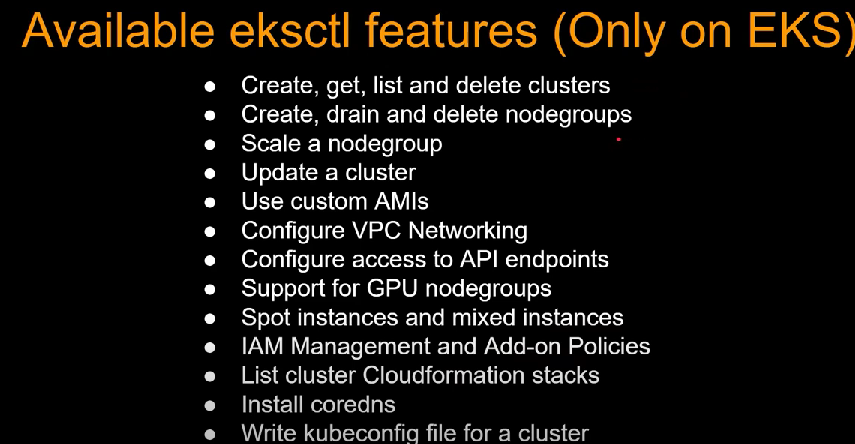 Available eksctl features (Only on EKS)
● Create, get, list and delete clusters
● Create, drain and delete nodegroups
● Scale a nodegroup
● Update a cluster
● Use custom AMIs
● Configure VPC Networking
● Configure access to API endpoints
● Support for GPU nodegroups
● Spot instances and mixed instances
● IAM Management and Add-on Policies
● List cluster Cloudformation stacks
● Install coredns
● Write kubeconfig file for a cluster